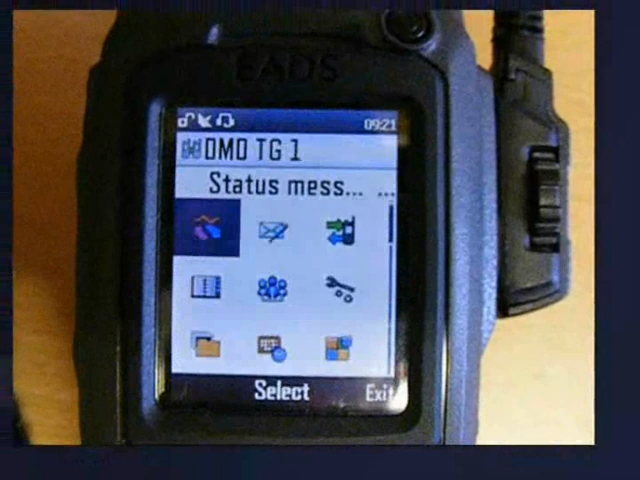 EADS
09:21
DMO TG 1
Status mess... ...
Select
Exit